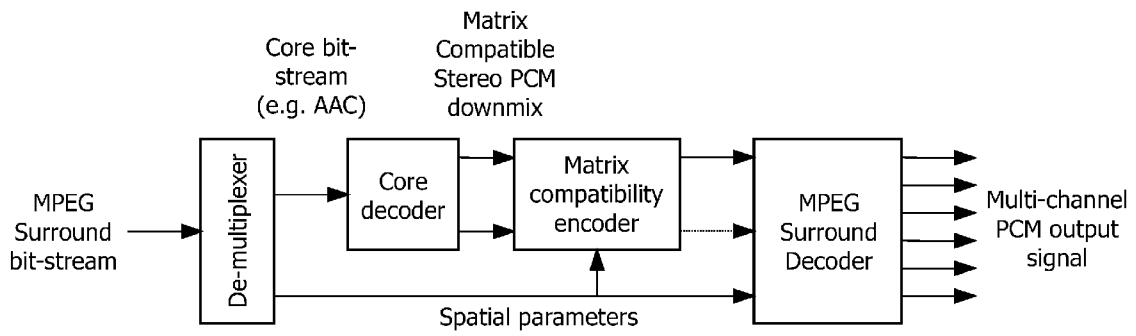 MPEG
Surround
bit-stream
De-multiplexer
Core bit-
stream
(e.g. AAC)
Core
decoder
Matrix
Compatible
Stereo PCM
downmix
Matrix
compatibility
encoder
Spatial parameters
MPEG
Surround
Decoder
Multi-channel
PCM output
signal